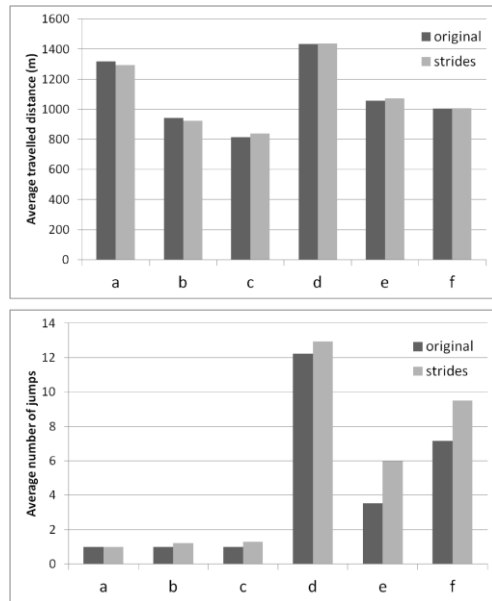 Average travelled distance (m)
1600
1400
1200
1000
800
600
400
200
0
original
strides
a b c d e f
Average number of jumps
14
12
10
8
6
4
2
0
original
strides
a b c d e f